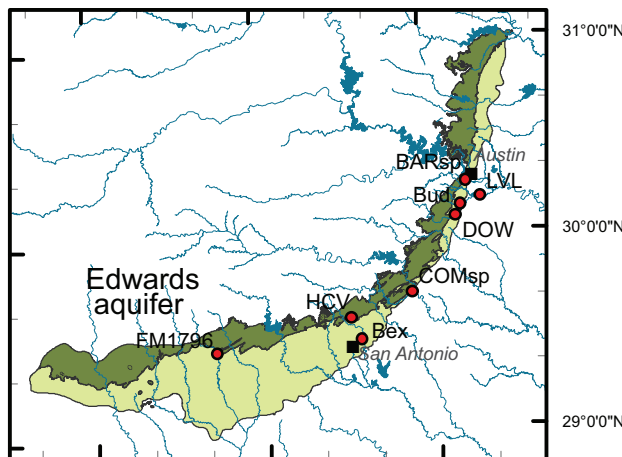 31°0'0"N
Austin
BARsp
LVL
Bud
30°0'0"N
DOW
Edwards
aquifer
COMsp
HCV
FM1796
Bex
San Antonio
29°0'0"N